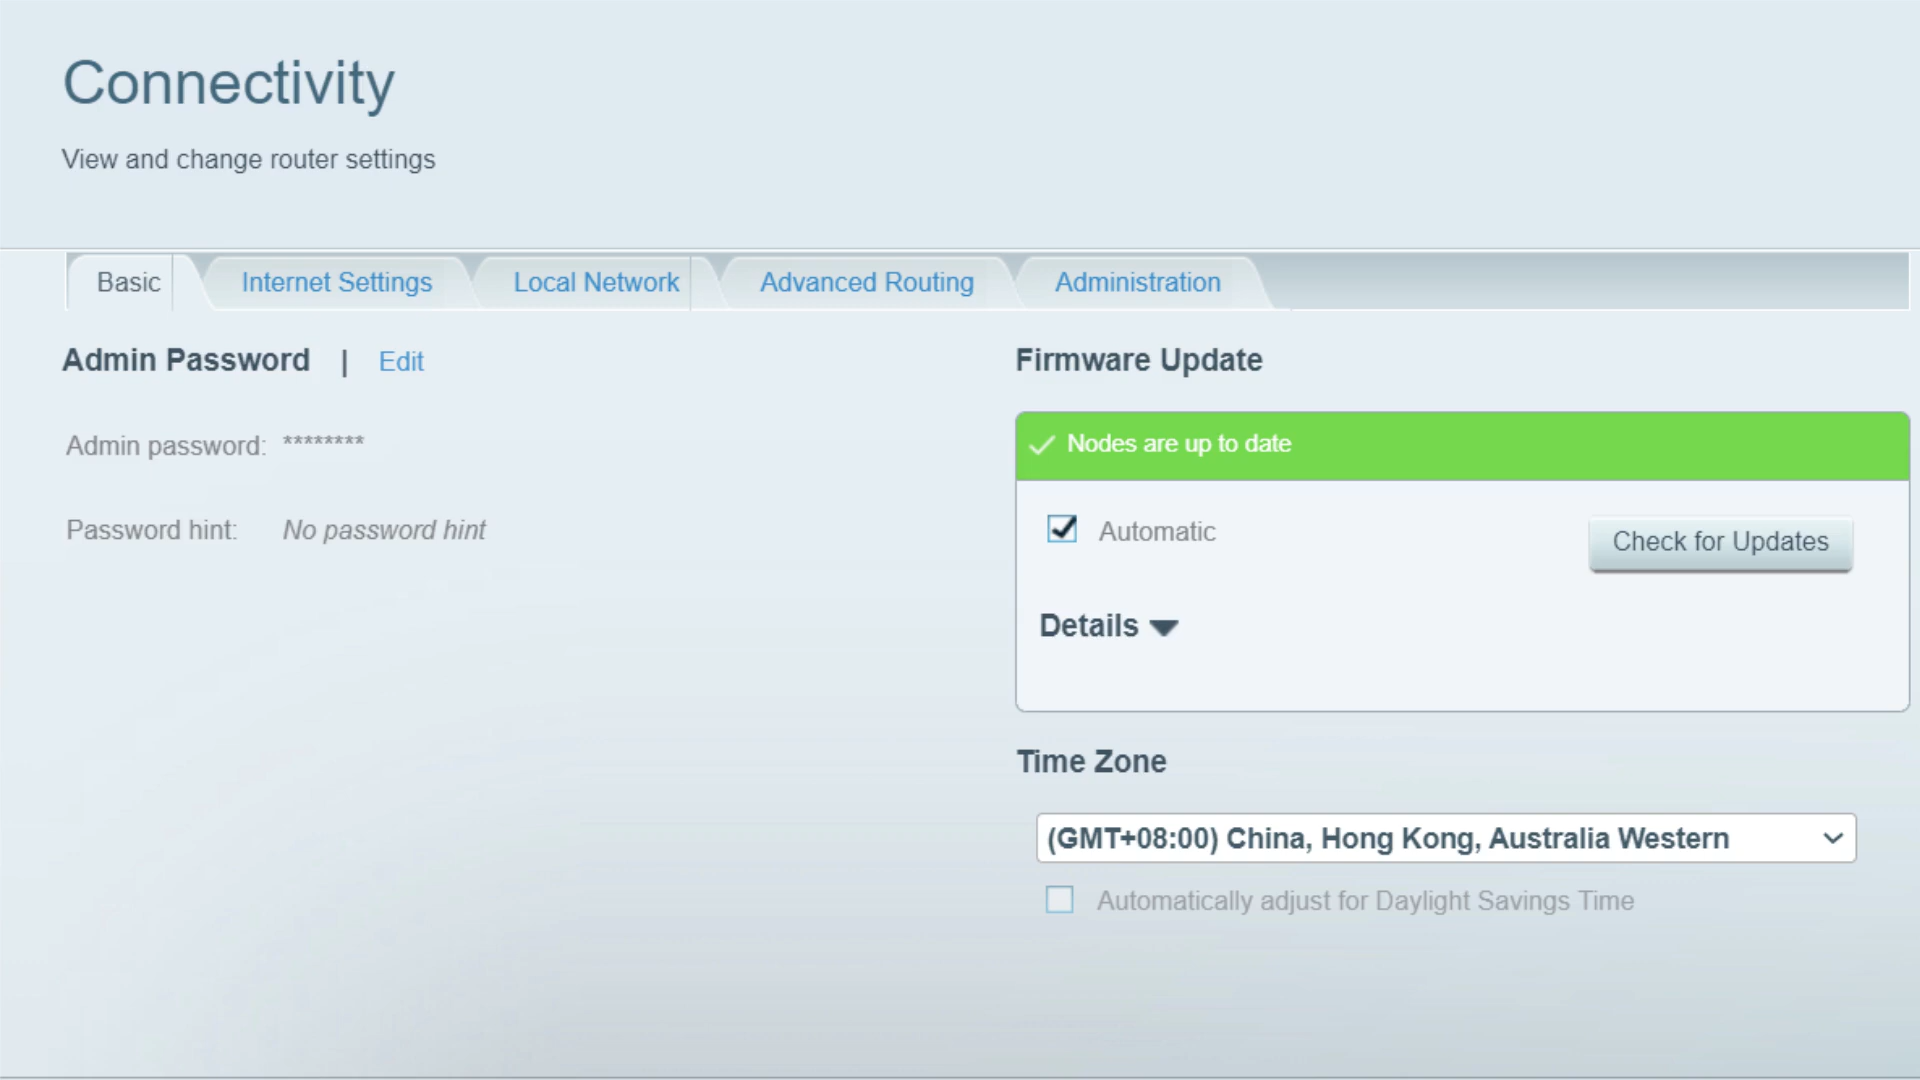 Connectivity
View and change router settings
Basic
Internet Settings
Local Network
Advanced Routing
Administration
Admin Password | Edit
Admin password: ********
Password hint: No password hint
Firmware Update
Nodes are up to date
Automatic
Check for Updates
Details
Time Zone
(GMT+08:00) China, Hong Kong, Australia Western
Automatically adjust for Daylight Savings Time